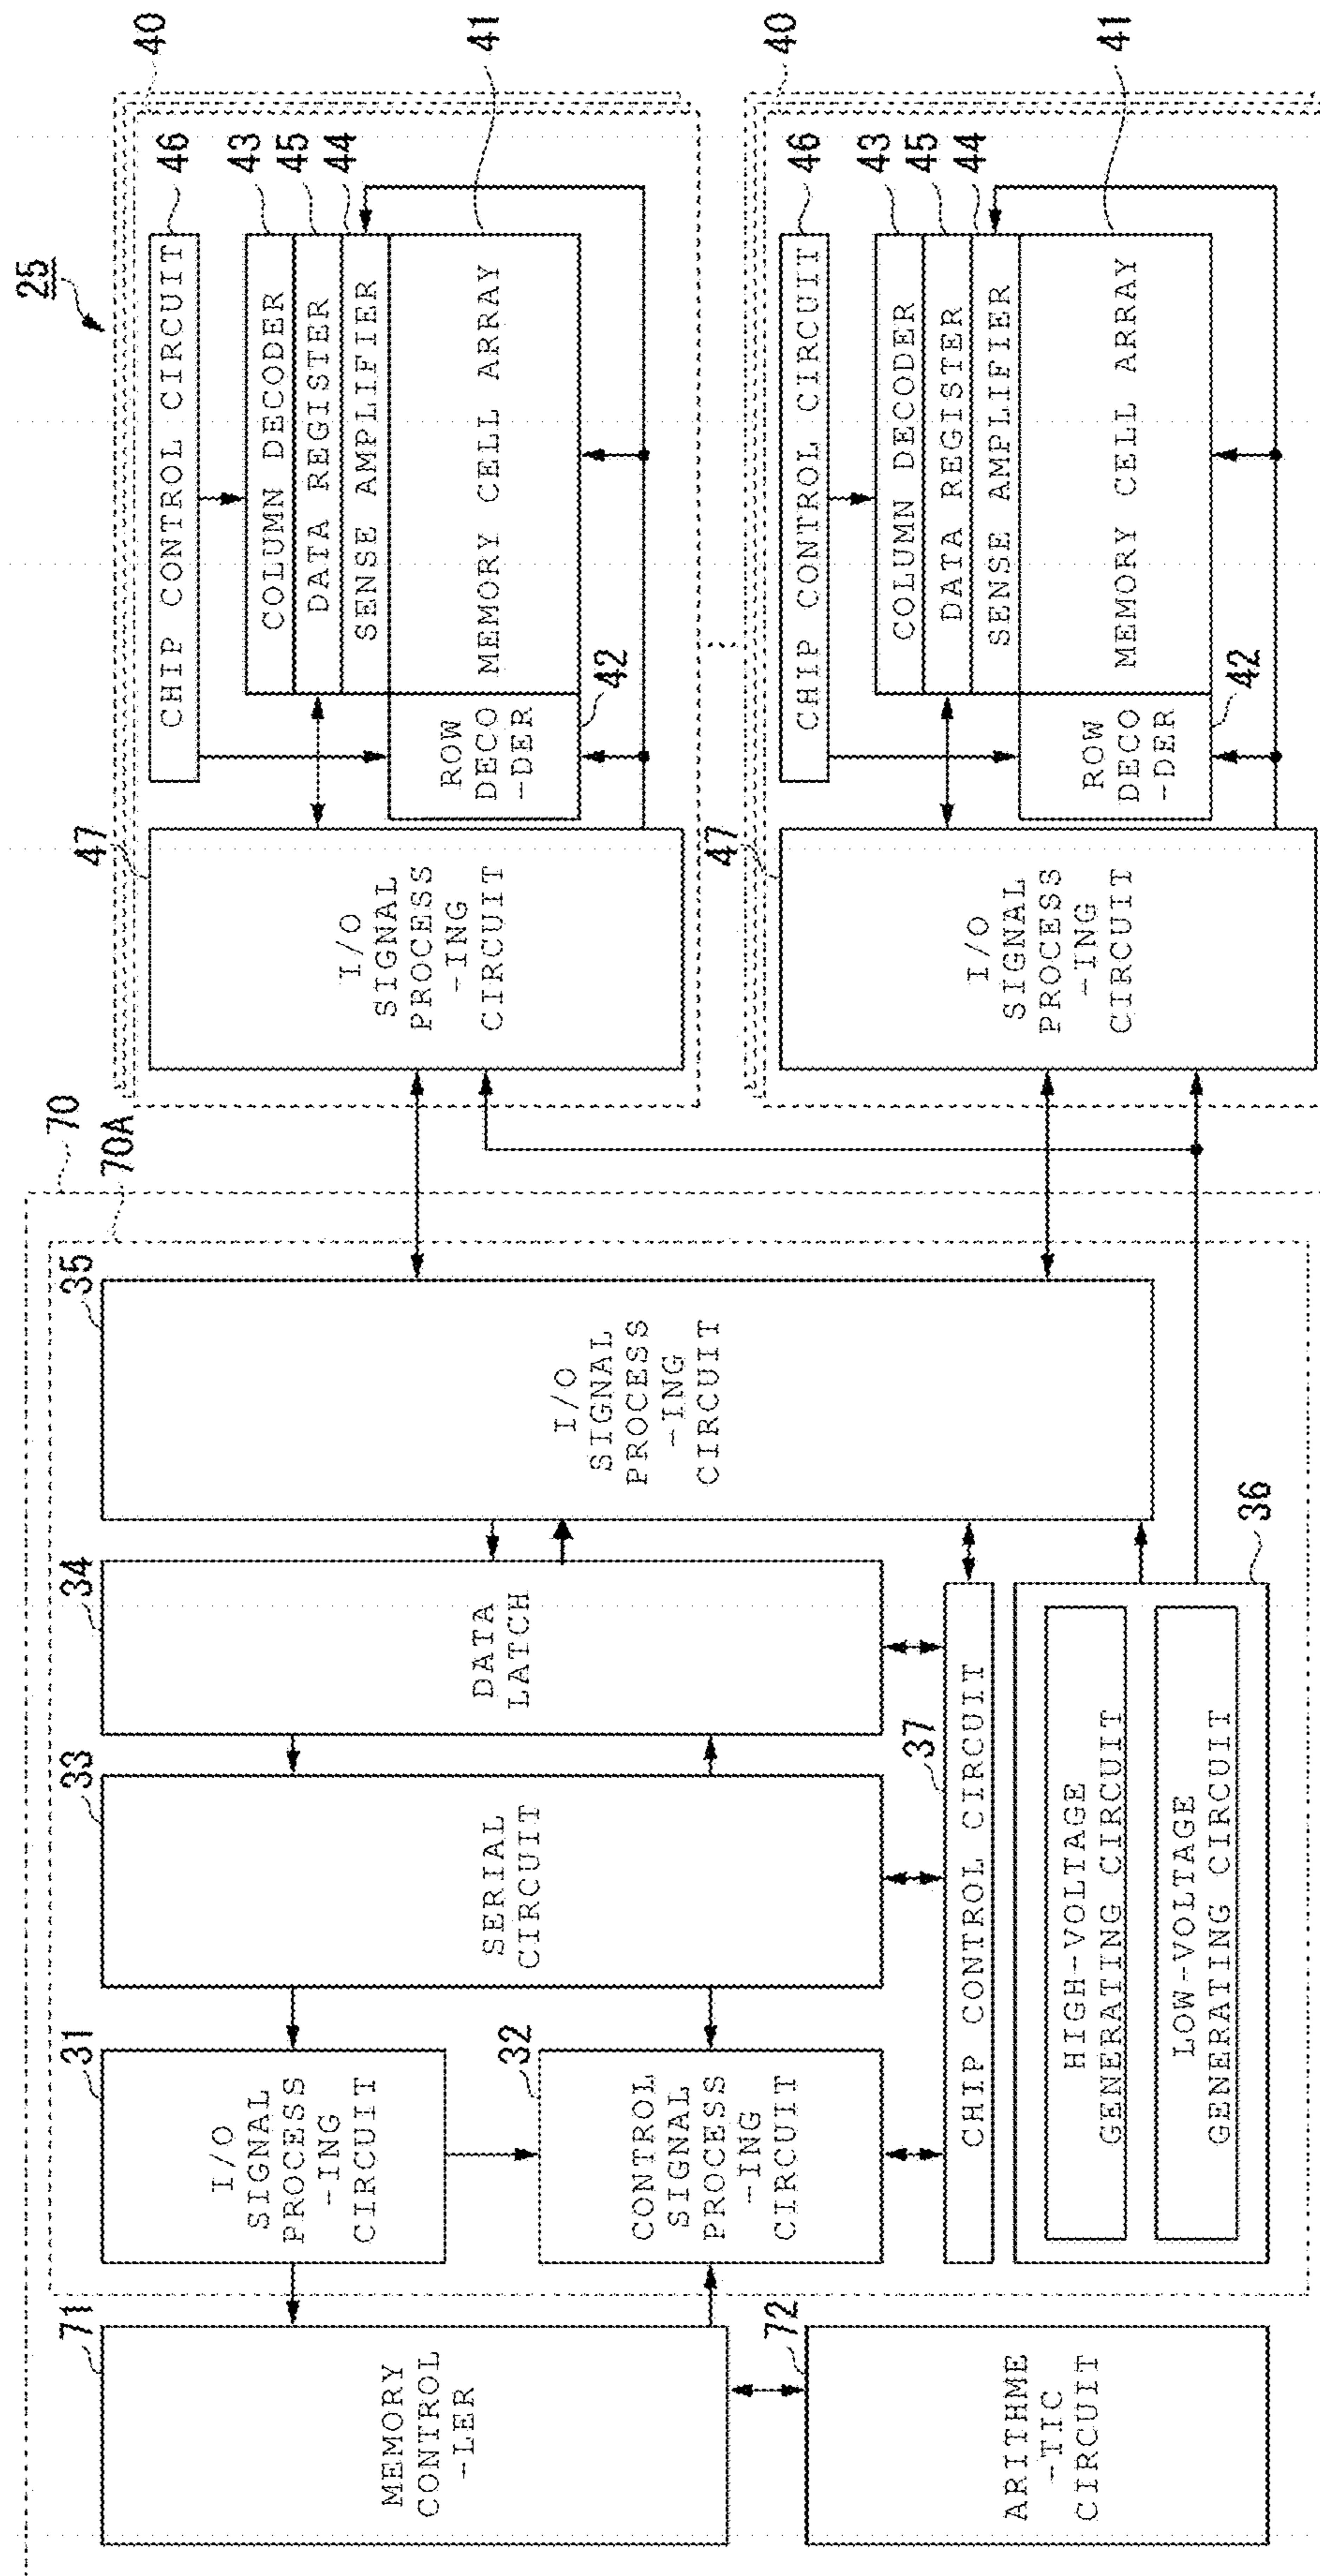 25
70
70A
71
MEMORY
CONTROL
-LER
72
ARITHME
-TIC
CIRCUIT
31
I/O
SIGNAL
PROCESS
-ING
CIRCUIT
32
CONTROL
SIGNAL
PROCESS
-ING
CIRCUIT
33
SERIAL
CIRCUIT
34
DATA
LATCH
35
I/O
SIGNAL
PROCESS
-ING
CIRCUIT
37
CHIP CONTROL CIRCUIT
36
HIGH-VOLTAGE
GENERATING CIRCUIT
LOW-VOLTAGE
GENERATING CIRCUIT
40
47
I/O
SIGNAL
PROCESS
-ING
CIRCUIT
46
CHIP CONTROL CIRCUIT
43
COLUMN DECODER
45
DATA REGISTER
44
SENSE AMPLIFIER
41
MEMORY CELL ARRAY
42
ROW
DECO
-DER
40
47
I/O
SIGNAL
PROCESS
-ING
CIRCUIT
46
CHIP CONTROL CIRCUIT
43
COLUMN DECODER
45
DATA REGISTER
44
SENSE AMPLIFIER
41
MEMORY CELL ARRAY
42
ROW
DECO
-DER